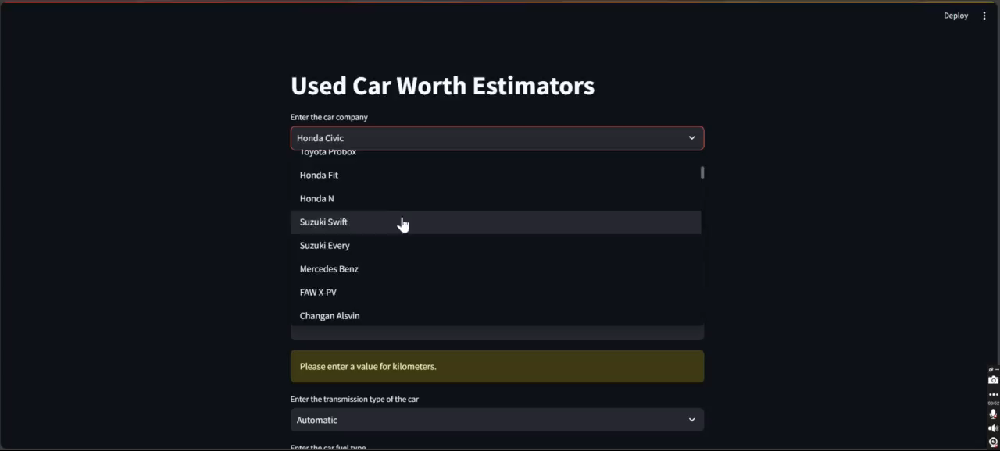 Deploy
Used Car Worth Estimators
Enter the car company
Honda Civic
Toyota Probox
Honda Fit
Honda N
Suzuki Swift
Suzuki Every
Mercedes Benz
FAW X-PV
Changan Alsvin
Please enter a value for kilometers.
Enter the transmission type of the car
Automatic
Enter the car fuel type